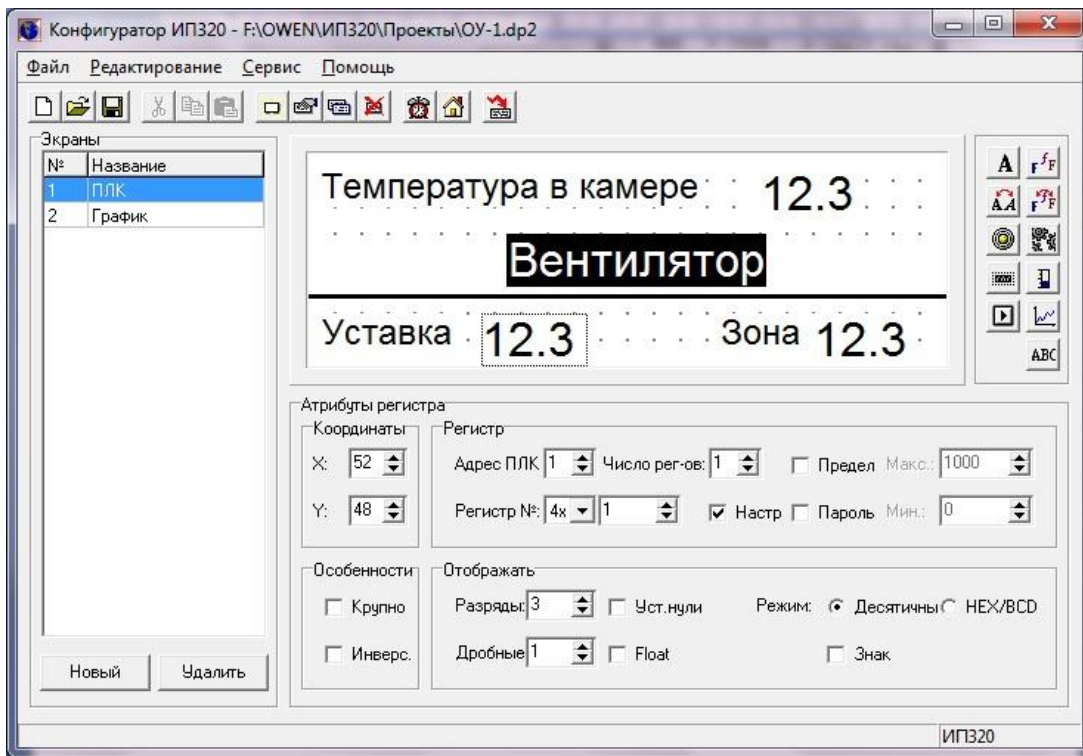 Конфигуратор ИП320 - F:\OWEN\ИП320\Проекты\ОУ-1.dp2
Файл Редактирование Сервис Помощь
Экраны
№ Название
1 ПЛК
2 График
Новый Удалить
Температура в камере 12.3
Вентилятор
Уставка 12.3 Зона 12.3
A FfF
A.A FfF
ABC
Атрибуты регистра
Координаты
X: 52
Y: 48
Регистр
Адрес ПЛК 1 Число рег-ов: 1 Предел Макс.: 1000
Регистр №: 4x 1 Настр Пароль Мин.: 0
Особенности
Крупно
Инверс.
Отображать
Разряды: 3 Уст.нули Режим: Десятичны HEX/BCD
Дробные 1 Float Знак
ИП320